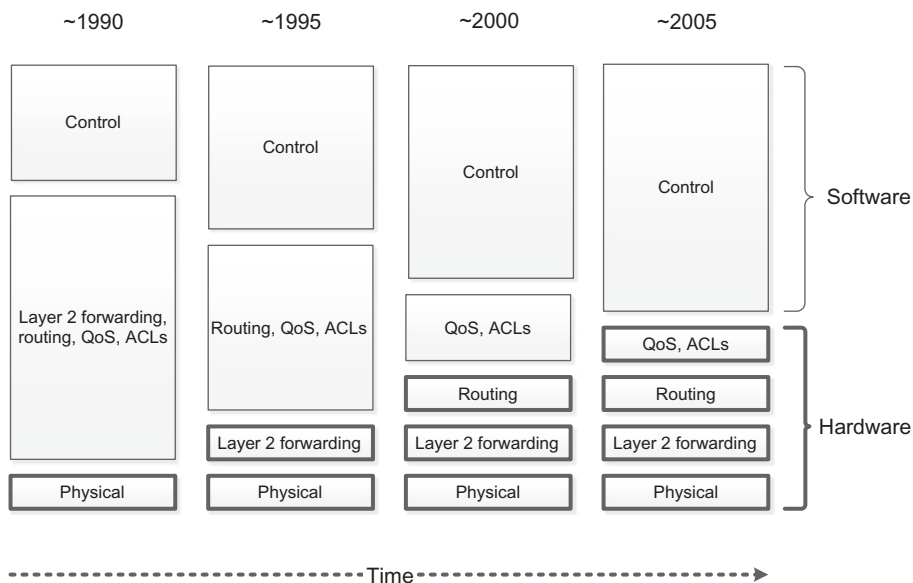 ~1990
~1995
~2000
~2005
Control
Control
Control
Control
Software
Layer 2 forwarding,
routing, QoS, ACLs
Routing, QoS, ACLs
QoS, ACLs
QoS, ACLs
Routing
Routing
Hardware
Layer 2 forwarding
Layer 2 forwarding
Layer 2 forwarding
Physical
Physical
Physical
Physical
Time